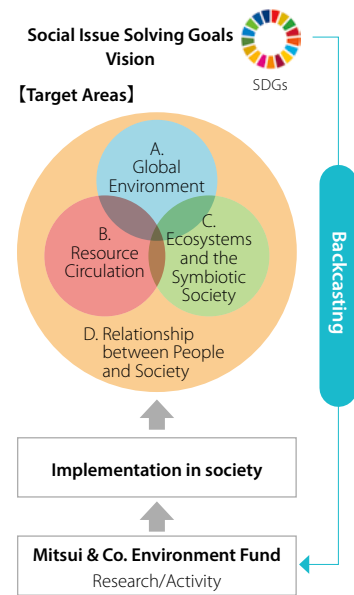 Social Issue Solving Goals
Vision
SDGs
【Target Areas】
A.
Global
Environment
B.
Resource
Circulation
C.
Ecosystems
and the
Symbiotic
Society
D. Relationship
between People
and Society
Backcasting
Implementation in society
Mitsui & Co. Environment Fund
Research/Activity